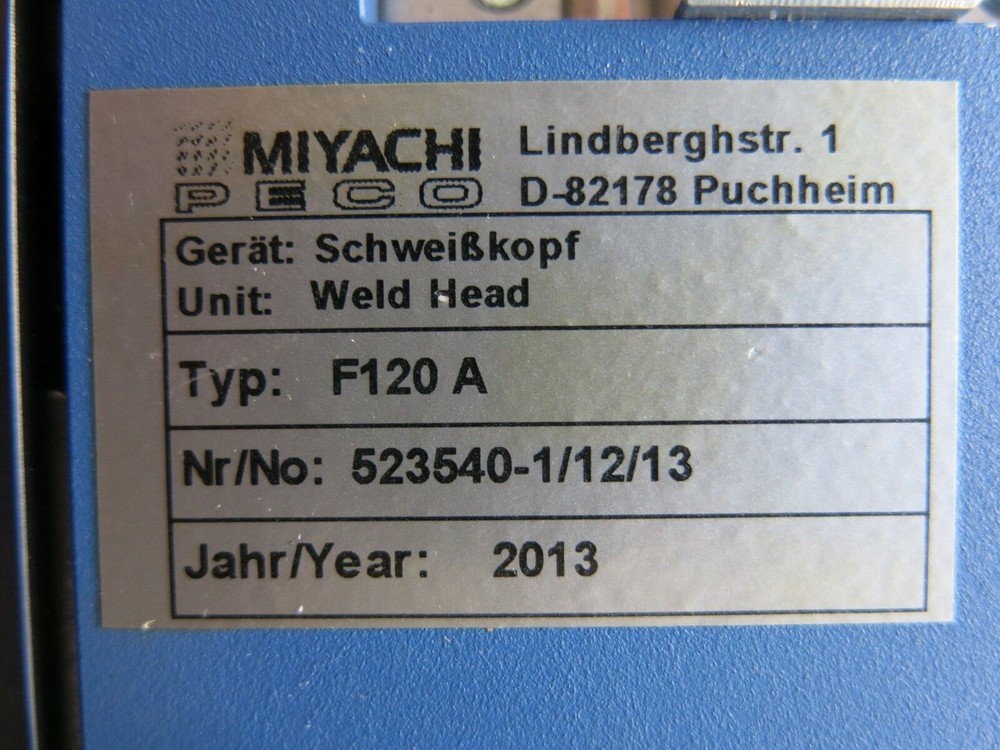 MIYACHI
PECO
Lindberghstr. 1
D-82178 Puchheim
Gerät: Schweißkopf
Unit: Weld Head
Typ: F120 A
Nr/No: 523540-1/12/13
Jahr/Year: 2013